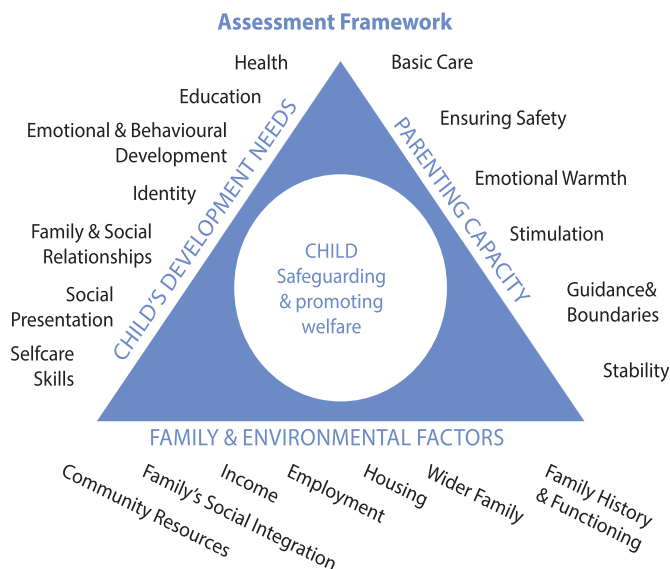 Assessment Framework
Health
Education
Emotional & Behavioural
Development
Identity
Family & Social
Relationships
Social
Presentation
Selfcare
Skills
CHILD'S DEVELOPMENT NEEDS
CHILD
Safeguarding
& promoting
welfare
PARENTING CAPACITY
Basic Care
Ensuring Safety
Emotional Warmth
Stimulation
Guidance&
Boundaries
Stability
FAMILY & ENVIRONMENTAL FACTORS
Community Resources
Family's Social Integration
Income
Employment
Housing
Wider Family
Family History
& Functioning